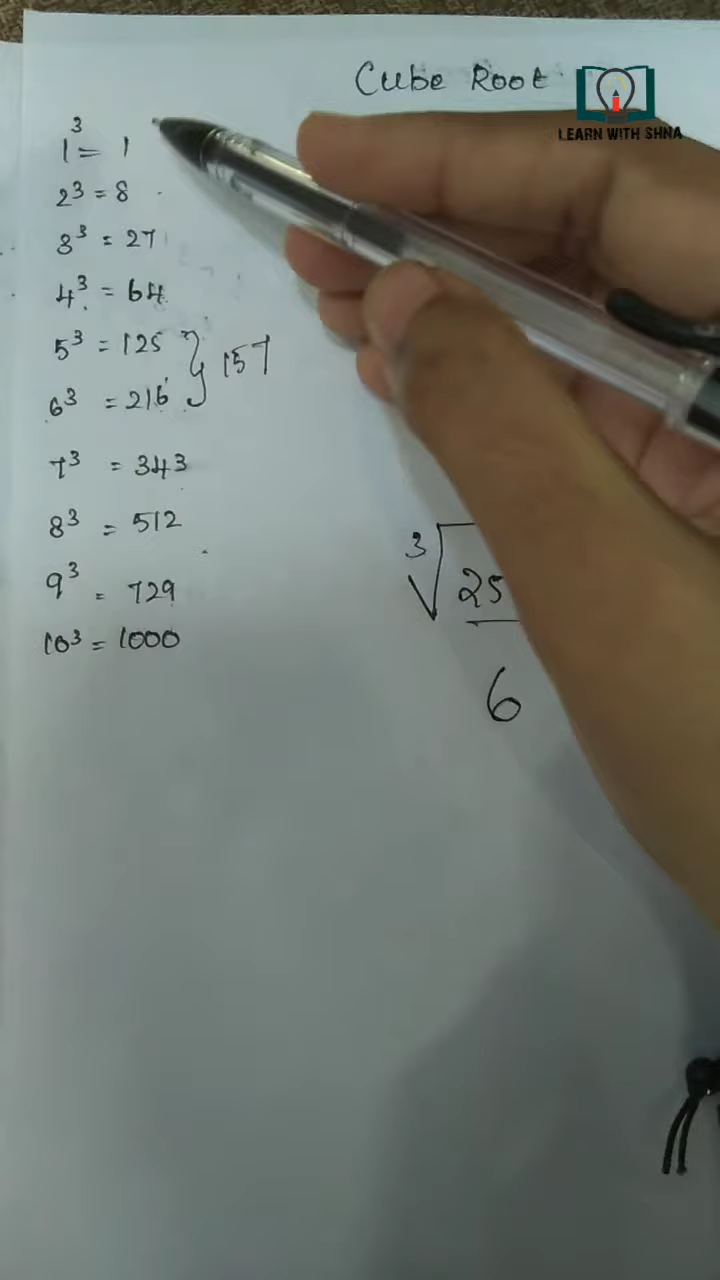 Cube Root
LEARN WITH SHNA
1³ = 1
2³ = 8
3³ = 27
4³ = 64
5³ = 125 } 157
6³ = 216
7³ = 343
8³ = 512
9³ = 729
10³ = 1000
∛25
6